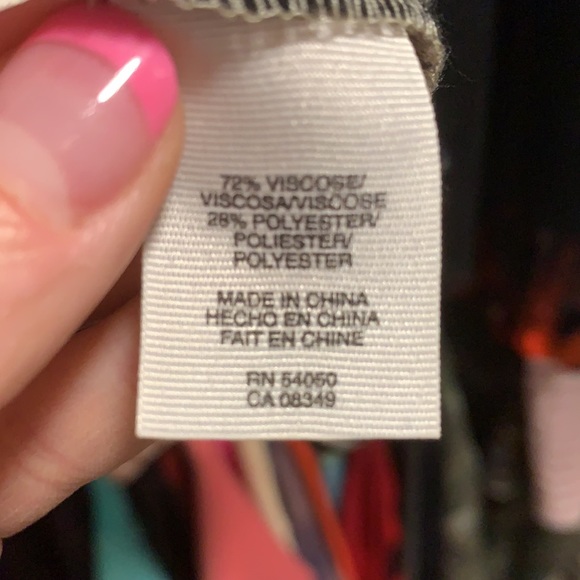 72% VISCOSE/
VISCOSA/VISCOSE
28% POLYESTER/
POLIESTER/
POLYESTER
MADE IN CHINA
HECHO EN CHINA
FAIT EN CHINE
RN 54050
CA 08349